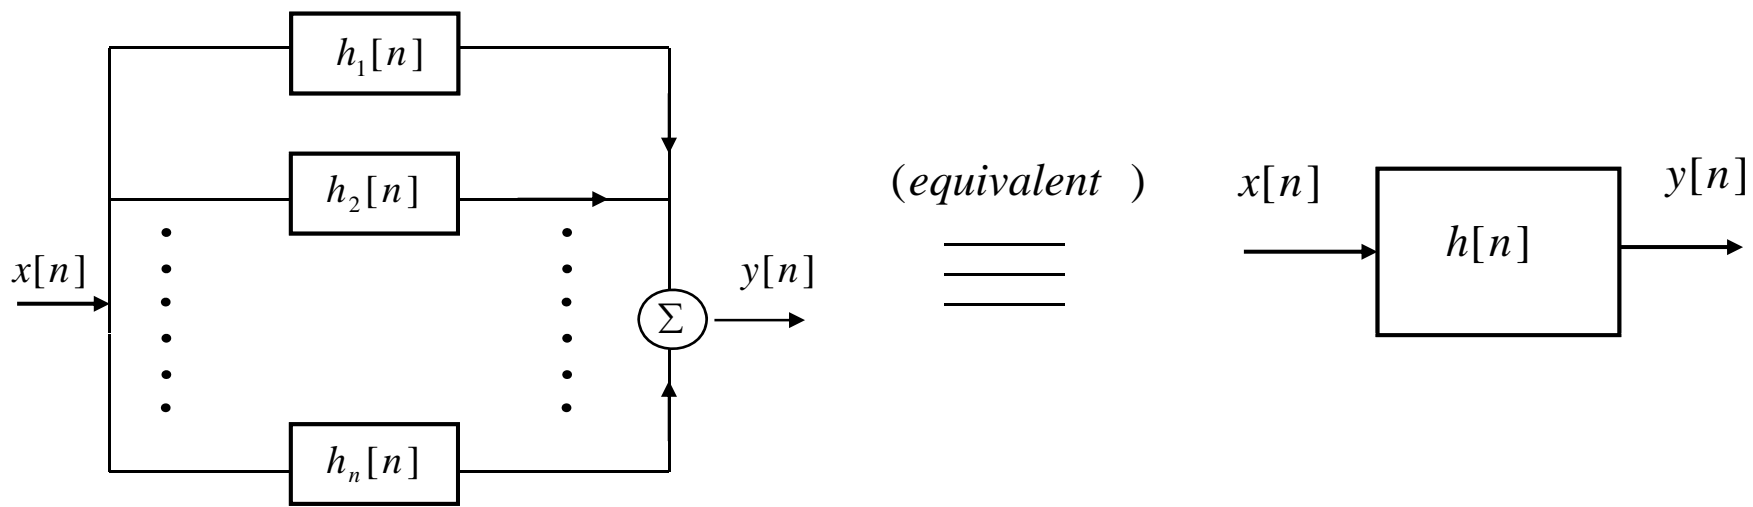 h₁[n]
h₂[n]
x[n]
y[n]
Σ
hₙ[n]
(equivalent )
x[n]
y[n]
h[n]